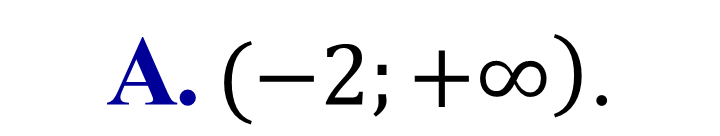 A. (−2; +∞).